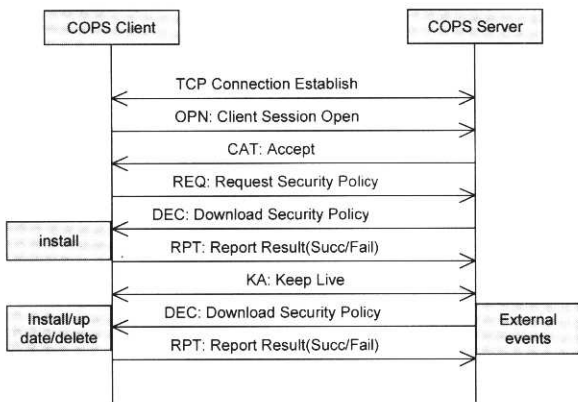 COPS Client
COPS Server
TCP Connection Establish
OPN: Client Session Open
CAT: Accept
REQ: Request Security Policy
DEC: Download Security Policy
install
RPT: Report Result(Succ/Fail)
KA: Keep Live
DEC: Download Security Policy
Install/up
date/delete
External
events
RPT: Report Result(Succ/Fail)